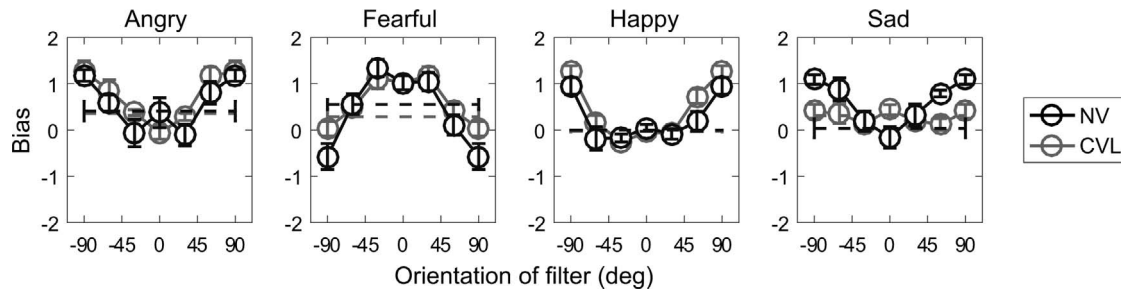 Angry Fearful Happy Sad
2 2 2 2
1 1 1 1
0 0 0 0
-1 -1 -1 -1
-2 -2 -2 -2
Bias
-90 -45 0 45 90 -90 -45 0 45 90 -90 -45 0 45 90 -90 -45 0 45 90
Orientation of filter (deg)
NV
CVL